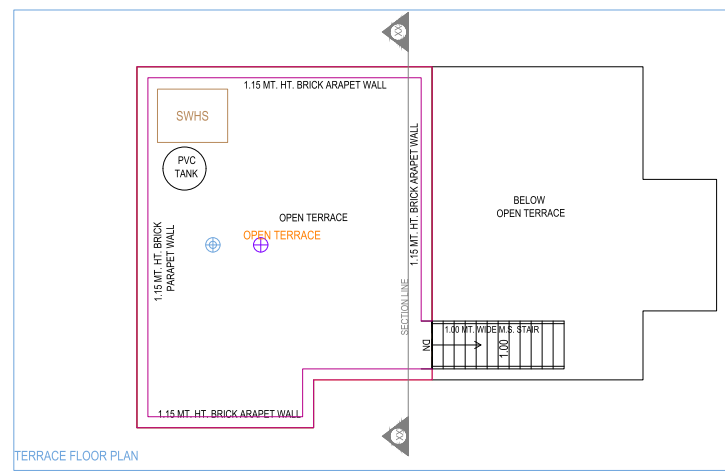 XX
1.15 MT. HT. BRICK ARAPET WALL
SWHS
PVC
TANK
1.15 MT. HT. BRICK ARAPET WALL
BELOW
OPEN TERRACE
OPEN TERRACE
OPEN TERRACE
1.15 MT. HT. BRICK
PARAPET WALL
SECTION LINE
1.00 MT. WIDE M.S. STAIR
DN
1.00
1.15 MT. HT. BRICK ARAPET WALL
XX
TERRACE FLOOR PLAN